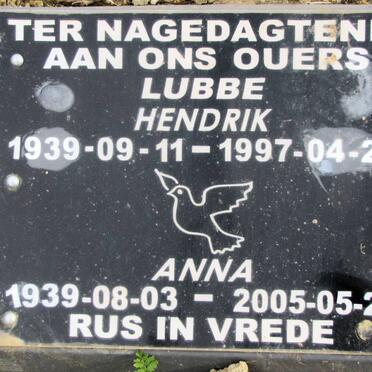 TER NAGEDAGTENI
AAN ONS OUERS
LUBBE
HENDRIK
1939-09-11 - 1997-04-2
ANNA
1939-08-03 - 2005-05-2
RUS IN VREDE